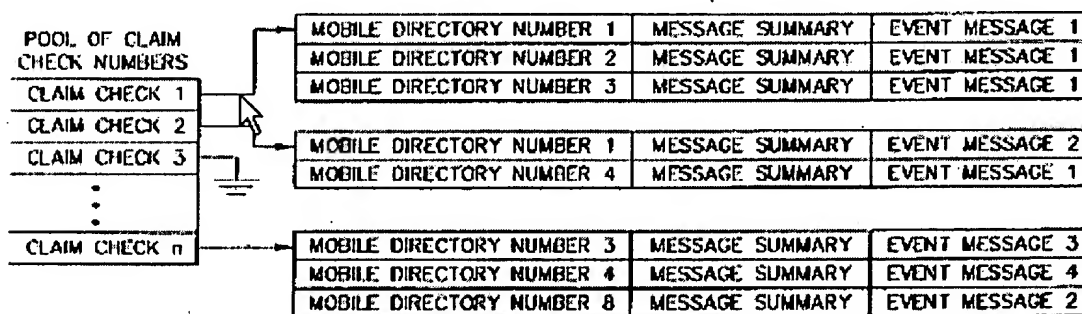 POOL OF CLAIM
CHECK NUMBERS
CLAIM CHECK 1
CLAIM CHECK 2
CLAIM CHECK 3
CLAIM CHECK n
MOBILE DIRECTORY NUMBER 1 MESSAGE SUMMARY EVENT MESSAGE 1
MOBILE DIRECTORY NUMBER 2 MESSAGE SUMMARY EVENT MESSAGE 1
MOBILE DIRECTORY NUMBER 3 MESSAGE SUMMARY EVENT MESSAGE 1
MOBILE DIRECTORY NUMBER 1 MESSAGE SUMMARY EVENT MESSAGE 2
MOBILE DIRECTORY NUMBER 4 MESSAGE SUMMARY EVENT MESSAGE 1
MOBILE DIRECTORY NUMBER 3 MESSAGE SUMMARY EVENT MESSAGE 3
MOBILE DIRECTORY NUMBER 4 MESSAGE SUMMARY EVENT MESSAGE 4
MOBILE DIRECTORY NUMBER 8 MESSAGE SUMMARY EVENT MESSAGE 2